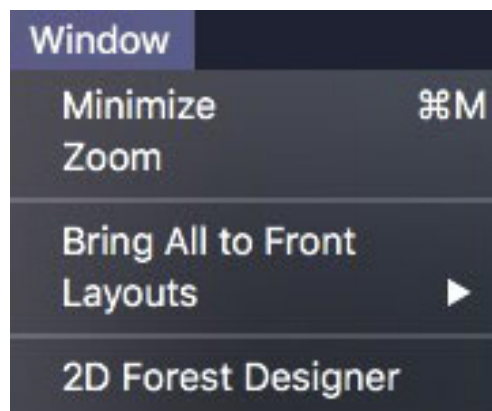 Window
Minimize ⌘M
Zoom
Bring All to Front
Layouts ▶
2D Forest Designer